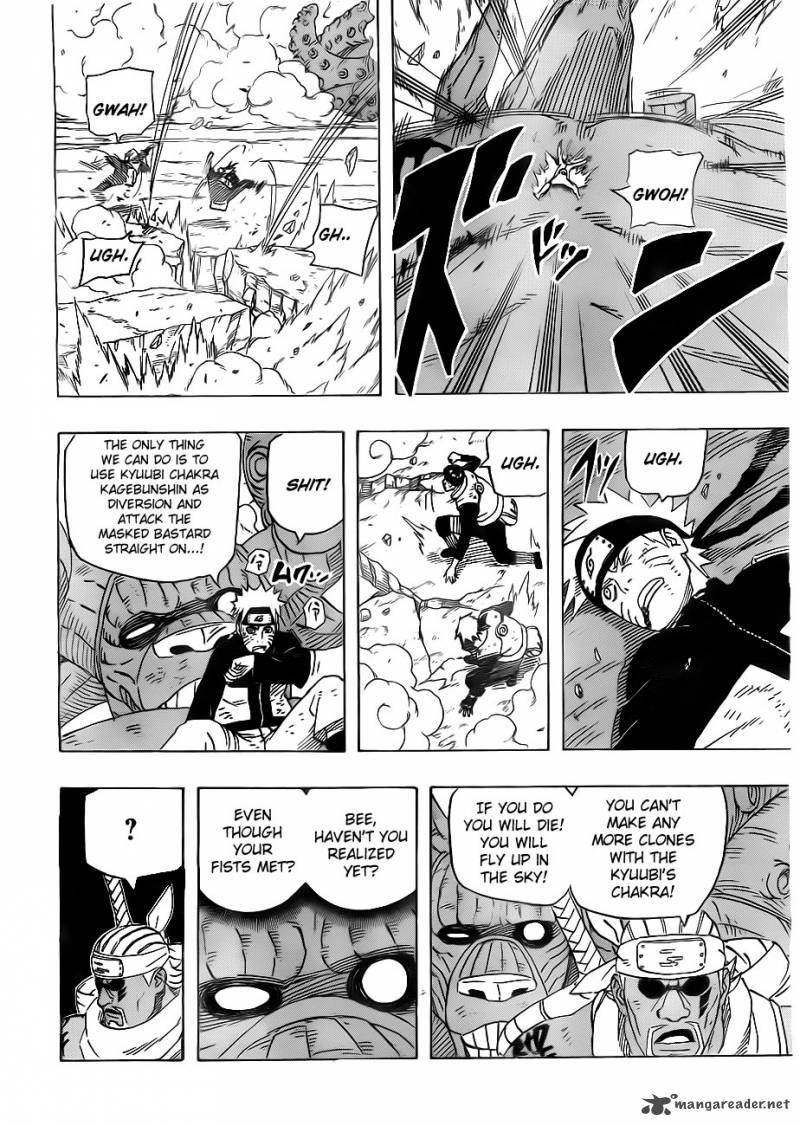 GWOH!
ズ
ド
ン
GWAH!
GH..
UGH.
UGH.
UGH.
SHIT!
THE ONLY THING
WE CAN DO IS TO
USE KYUUBI CHAKRA
KAGEBUNSHIN AS
DIVERSION AND
ATTACK THE
MASKED BASTARD
STRAIGHT ON...!
YOU CAN'T
MAKE ANY
MORE CLONES
WITH THE
KYUUBI'S
CHAKRA!
IF YOU DO
YOU WILL DIE!
YOU WILL
FLY UP IN
THE SKY!
BEE,
HAVEN'T YOU
REALIZED
YET?
EVEN
THOUGH
YOUR
FISTS MET?
?
mangareader.net